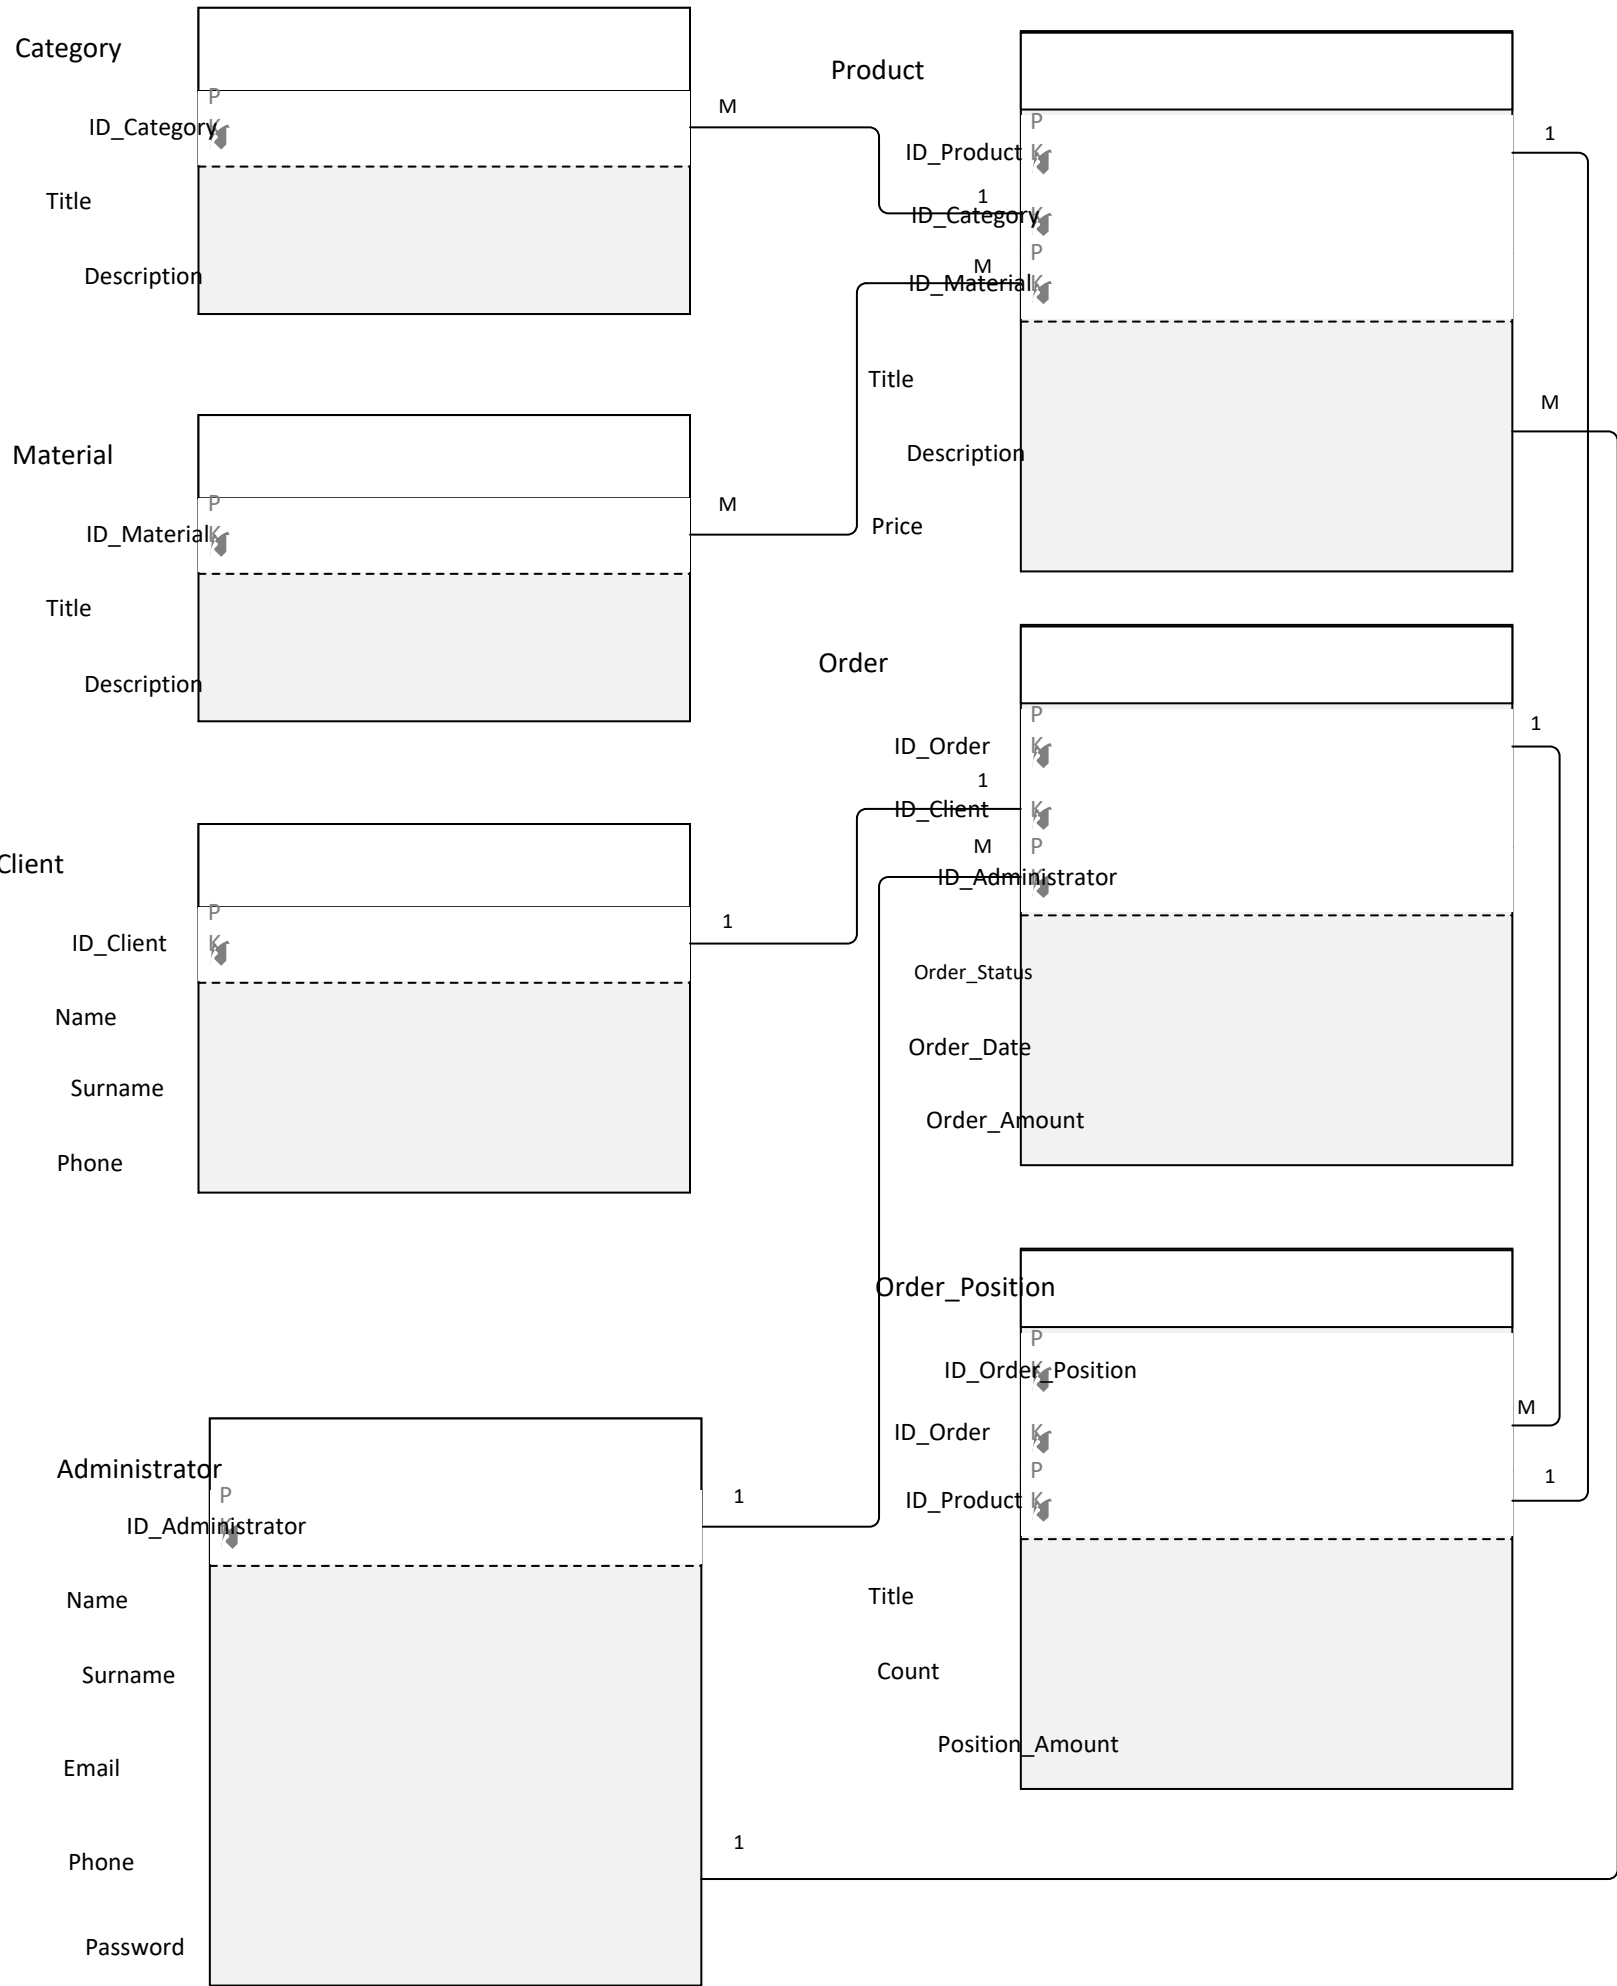 Category
P
K
ID_Category
Title
Description
M
Product
P
K
ID_Product
1
1
ID_Category
K
P
M
ID_Material
K
Title
Description
Price
M
Material
P
K
ID_Material
Title
Description
M
Order
P
K
ID_Order
1
1
ID_Client
K
M
P
ID_Administrator
Order_Status
Order_Date
Order_Amount
Client
P
K
ID_Client
Name
Surname
Phone
1
Order_Position
P
K
ID_Order_Position
ID_Order
K
M
P
ID_Product
K
1
Title
Count
Position_Amount
Administrator
P
ID_Administrator
1
Name
Surname
Email
Phone
1
Password